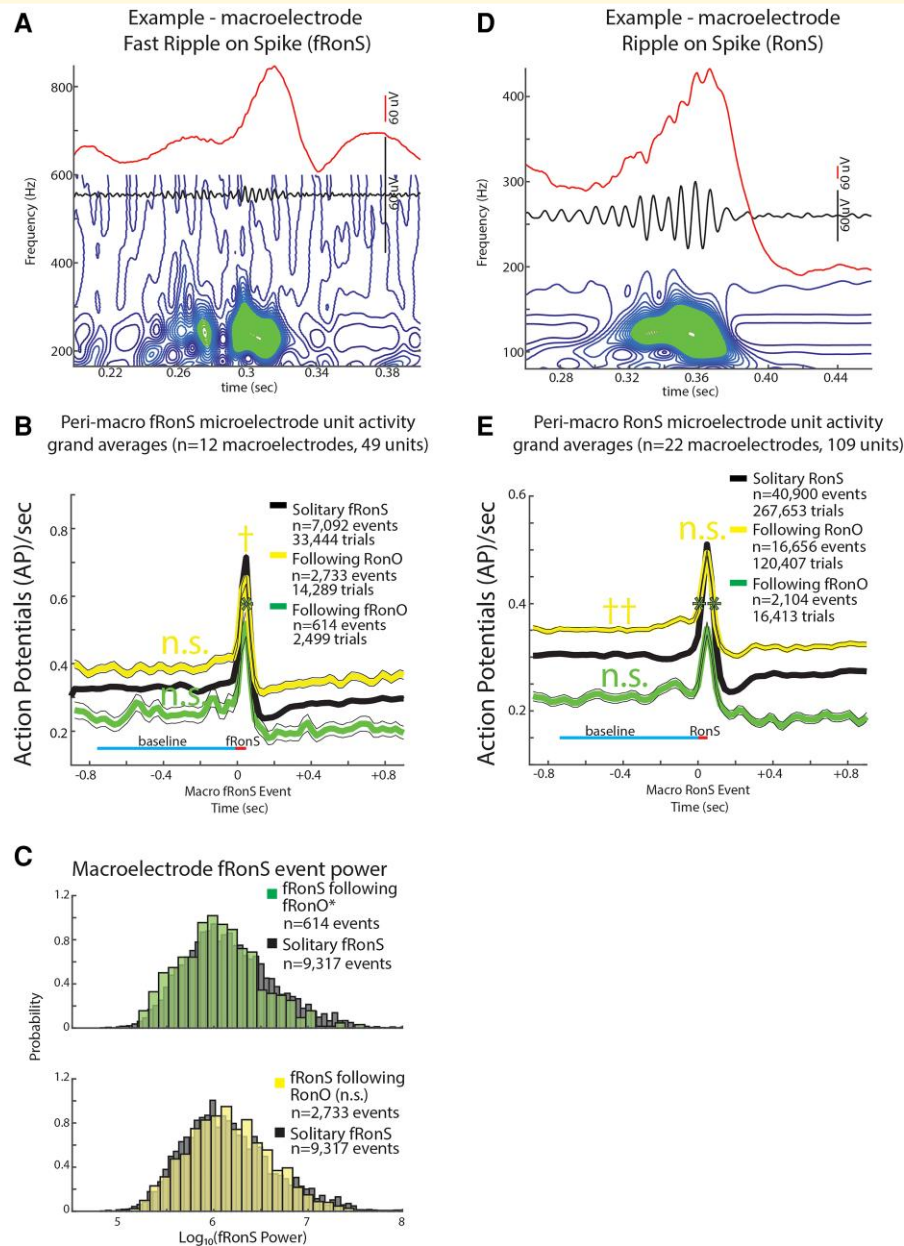 A
Example - macroelectrode
Fast Ripple on Spike (fRonS)
800
600
400
200
Frequency (Hz)
60 uV
60uV
0.22
0.26
0.3
0.34
0.38
time (sec)
D
Example - macroelectrode
Ripple on Spike (RonS)
400
300
200
100
Frequency (Hz)
60 uV
60uV
0.28
0.32
0.36
0.40
0.44
time (sec)
B
Peri-macro fRonS microelectrode unit activity
grand averages (n=12 macroelectrodes, 49 units)
Action Potentials (AP)/sec
0.8
0.6
0.4
0.2
†
Solitary fRonS
n=7,092 events
33,444 trials
Following RonO
n=2,733 events
14,289 trials
Following fRonO
n=614 events
2,499 trials
*
n.s.
n.s.
baseline
fRonS
-0.8
-0.4
0
+0.4
+0.8
Macro fRonS Event
Time (sec)
E
Peri-macro RonS microelectrode unit activity
grand averages (n=22 macroelectrodes, 109 units)
Action Potentials (AP)/sec
0.6
0.4
0.2
n.s.
Solitary RonS
n=40,900 events
267,653 trials
Following RonO
n=16,656 events
120,407 trials
Following fRonO
n=2,104 events
16,413 trials
**
††
n.s.
baseline
RonS
-0.8
-0.4
0
+0.4
+0.8
Macro RonS Event
Time (sec)
C
Macroelectrode fRonS event power
1.2
0.8
0.4
0
fRonS following
fRonO*
n=614 events
Solitary fRonS
n=9,317 events
Probability
1.2
0.8
0.4
0
fRonS following
RonO (n.s.)
n=2,733 events
Solitary fRonS
n=9,317 events
5
6
7
8
Log10(fRonS Power)